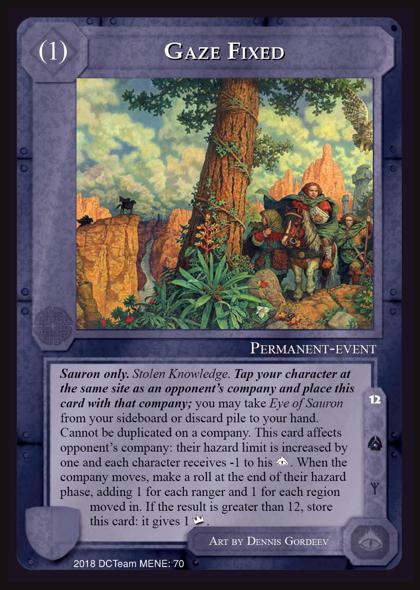 (1)
Gaze Fixed
Permanent-event
Sauron only. Stolen Knowledge. Tap your character at
the same site as an opponent's company and place this
card with that company; you may take Eye of Sauron
from your sideboard or discard pile to your hand.
Cannot be duplicated on a company. This card affects
opponent's company: their hazard limit is increased by
one and each character receives -1 to his .  When the
company moves, make a roll at the end of their hazard
phase, adding 1 for each ranger and 1 for each region
moved in. If the result is greater than 12, store
this card: it gives 1 .
12
Art by Dennis Gordeev
2018 DCTeam MENE: 70